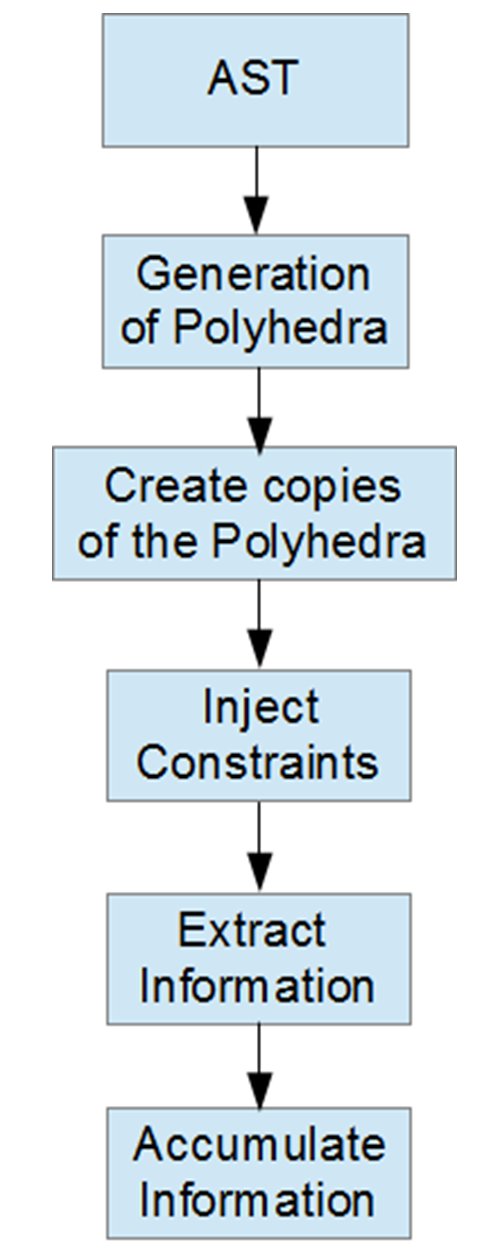 AST
Generation
of Polyhedra
Create copies
of the Polyhedra
Inject
Constraints
Extract
Information
Accumulate
Information